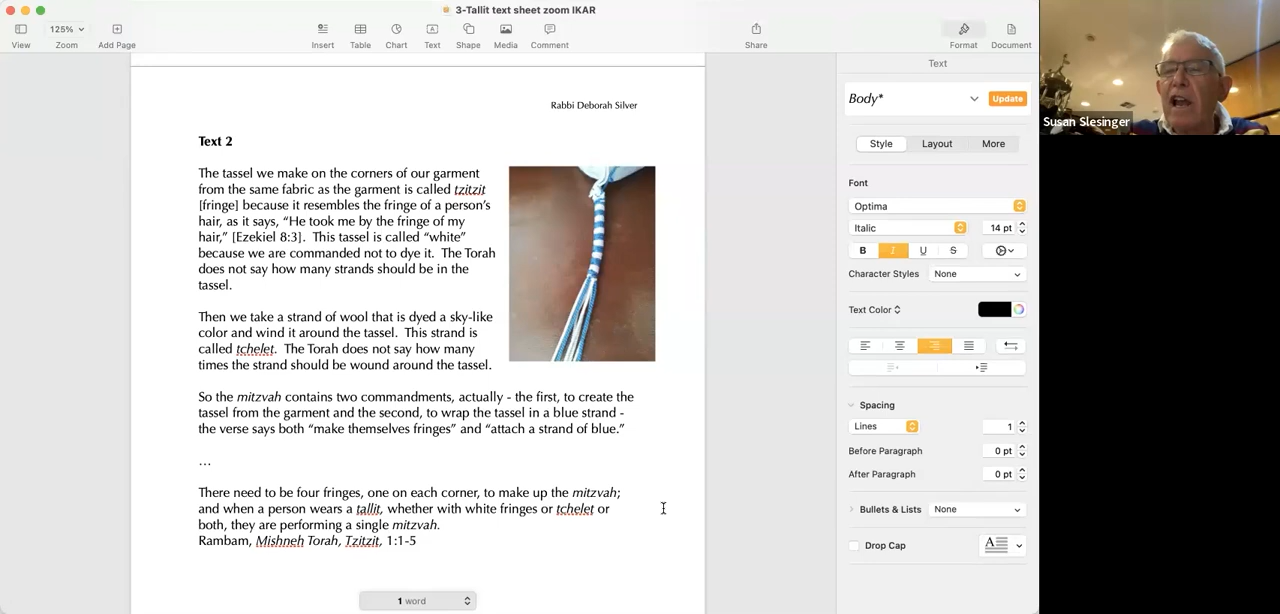 3-Tallit text sheet zoom IKAR
125%
View
Zoom
Add Page
Insert
Table
Chart
Text
Shape
Media
Comment
Share
Format
Document
Rabbi Deborah Silver
Text 2
The tassel we make on the corners of our garment
from the same fabric as the garment is called tzitzit
[fringe] because it resembles the fringe of a person's
hair, as it says, “He took me by the fringe of my
hair,” [Ezekiel 8:3]. This tassel is called “white”
because we are commanded not to dye it. The Torah
does not say how many strands should be in the
tassel.
Then we take a strand of wool that is dyed a sky-like
color and wind it around the tassel. This strand is
called tchelet. The Torah does not say how many
times the strand should be wound around the tassel.
So the mitzvah contains two commandments, actually - the first, to create the
tassel from the garment and the second, to wrap the tassel in a blue strand -
the verse says both “make themselves fringes” and “attach a strand of blue.”
...
There need to be four fringes, one on each corner, to make up the mitzvah;
and when a person wears a tallit, whether with white fringes or tchelet or
both, they are performing a single mitzvah.
Rambam, Mishneh Torah, Tzitzit, 1:1-5
1 word
Text
Body*
Update
Style
Layout
More
Font
Optima
Italic
14 pt
B I U S
Character Styles
None
Text Color
Spacing
Lines
1
Before Paragraph
0 pt
After Paragraph
0 pt
Bullets & Lists
None
Drop Cap
A
Susan Slesinger